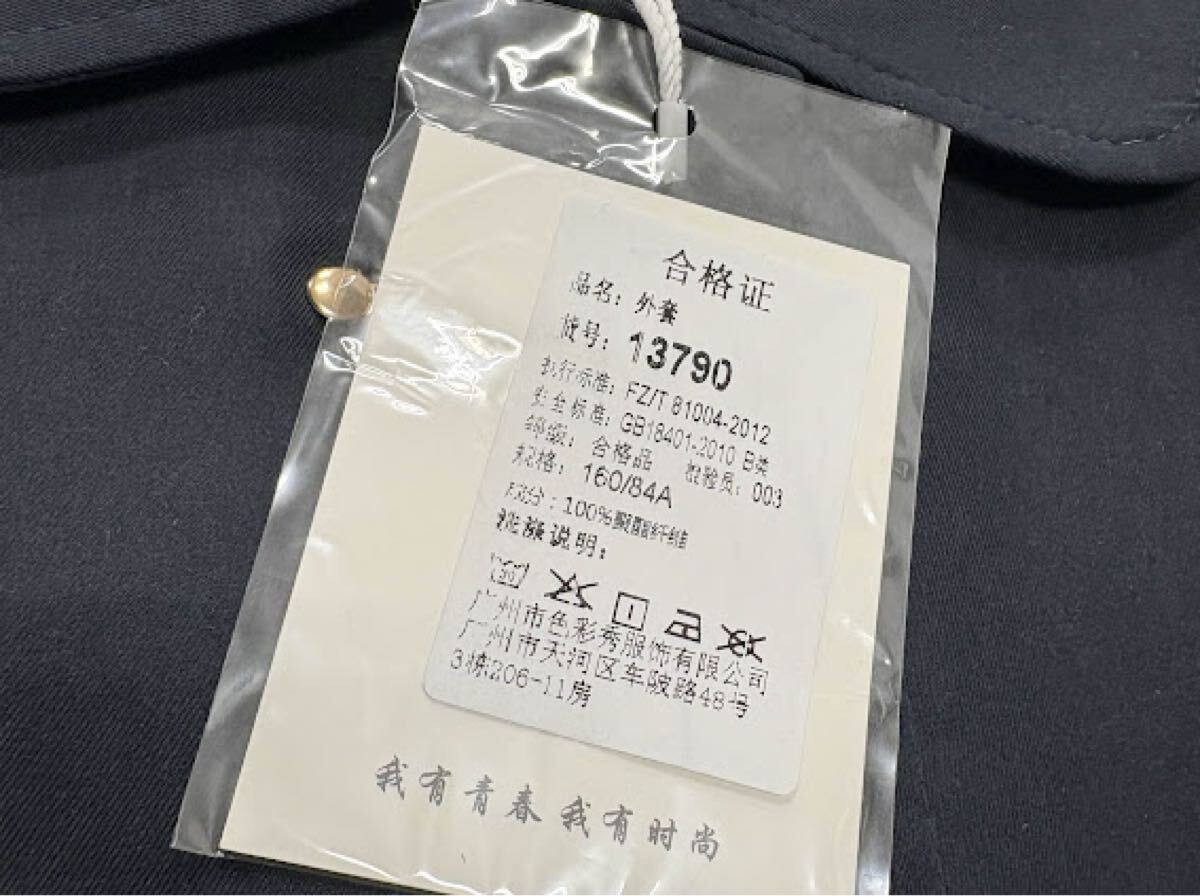 合格证
品名：外套
货号：13790
执行标准：FZ/T 81004-2012
安全标准：GB18401-2010 B类
等级：合格品 检验员：003
规格：160/84A
成分：100%聚酯纤维
洗涤说明：
广州市色彩秀服饰有限公司
广州市天河区车陂路48号
3栋206-11房
我有青春 我有时尚